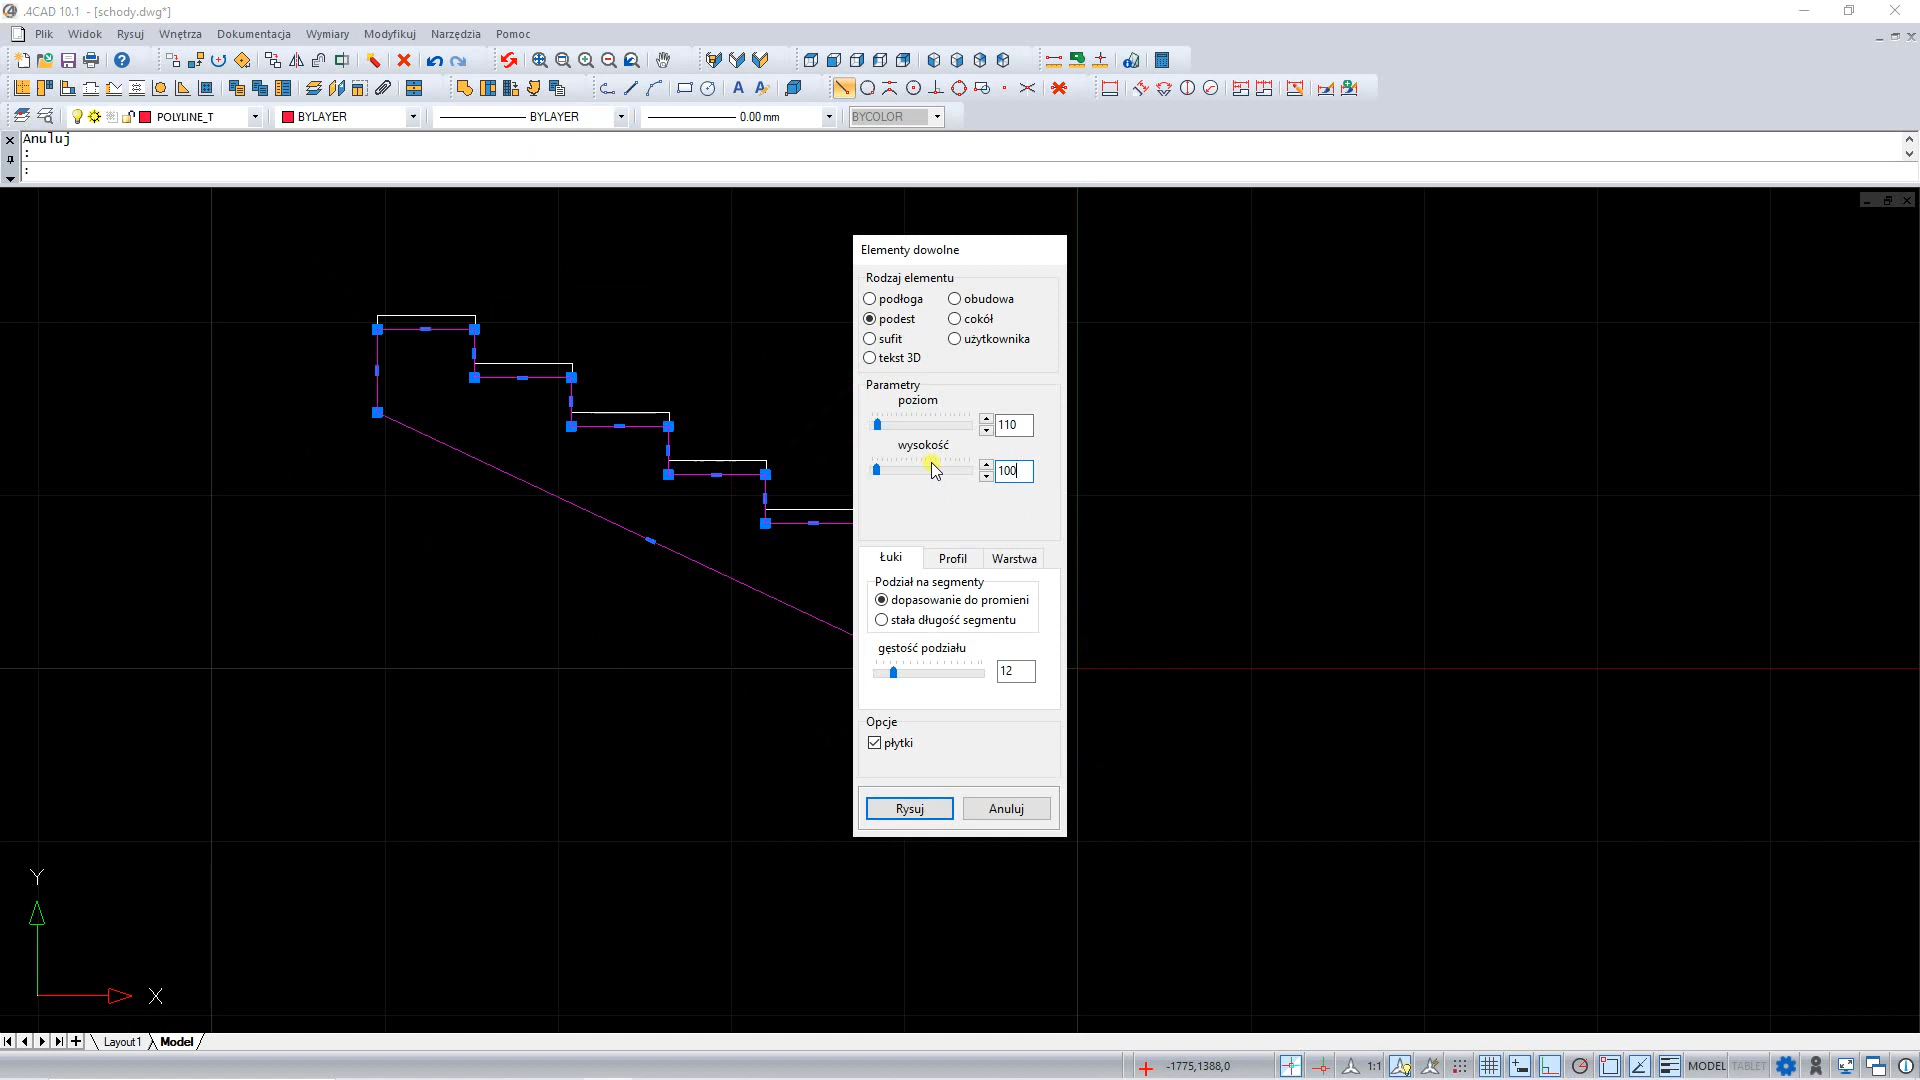 .4CAD 10.1 - [schody.dwg*]
Plik Widok Rysuj Wnętrza Dokumentacja Wymiary Modyfikuj Narzędzia Pomoc
POLYLINE_T BYLAYER BYLAYER 0.00 mm BYCOLOR
Anuluj
:
:
Elementy dowolne
Rodzaj elementu
podłoga obudowa
podest cokół
sufit użytkownika
tekst 3D
Parametry
poziom
110
wysokość
100
Łuki Profil Warstwa
Podział na segmenty
dopasowanie do promieni
stała długość segmentu
gęstość podziału
12
Opcje
płytki
Rysuj Anuluj
Y
X
Layout1 Model
-1775,1388,0 1:1 MODEL TABLET